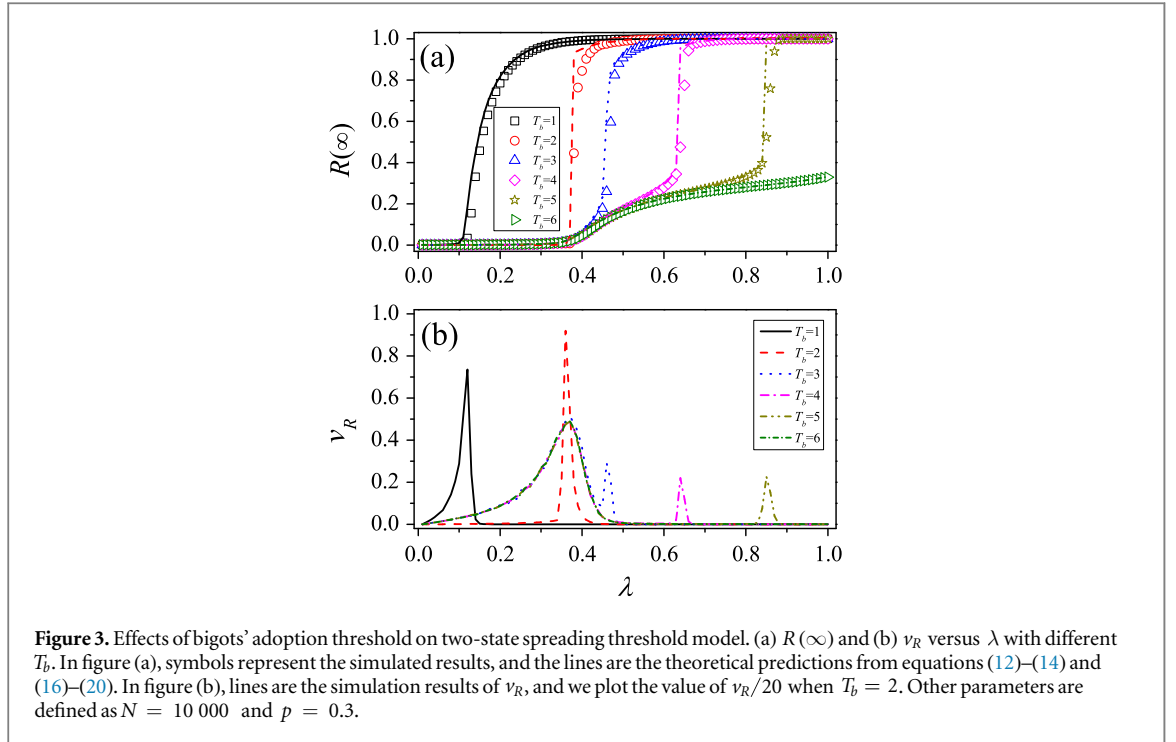 (a)
R(∞)
1.0
0.8
0.6
0.4
0.2
0.0
T_b=1
T_b=2
T_b=3
T_b=4
T_b=5
T_b=6
0.0 0.2 0.4 0.6 0.8 1.0
(b)
ν_R
1.0
0.8
0.6
0.4
0.2
0.0
T_b=1
T_b=2
T_b=3
T_b=4
T_b=5
T_b=6
0.0 0.2 0.4 0.6 0.8 1.0
λ
Figure 3. Effects of bigots’ adoption threshold on two-state spreading threshold model. (a) R (∞) and (b) ν_R versus λ with different
T_b. In figure (a), symbols represent the simulated results, and the lines are the theoretical predictions from equations (12)–(14) and
(16)–(20). In figure (b), lines are the simulation results of ν_R, and we plot the value of ν_R/20 when T_b = 2. Other parameters are
defined as N = 10 000 and p = 0.3.